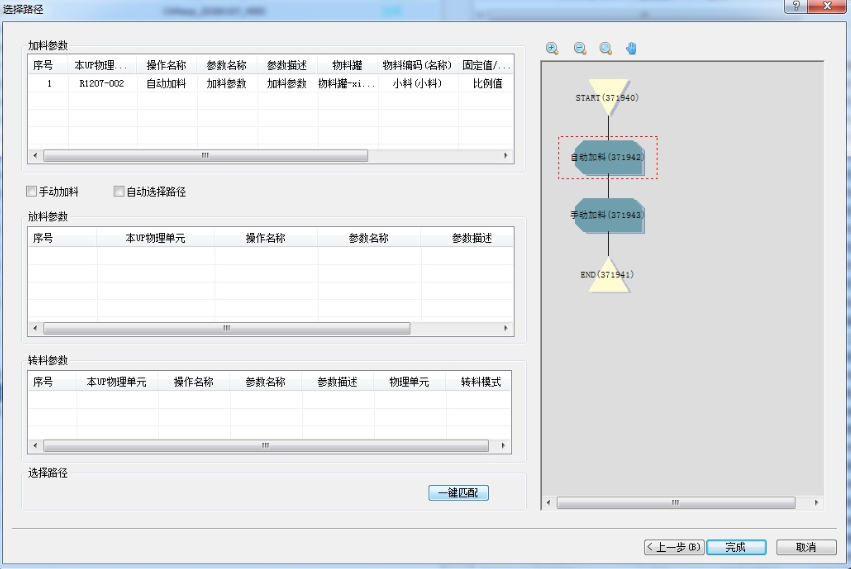 选择路径
加料参数
序号 本UP物理... 操作名称 参数名称 参数描述 物料罐 物料编码(名称) 固定值/...
1 R1207-002 自动加料 加料参数 加料参数 物料罐-xi... 小料(小料) 比例值
手动加料 自动选择路径
放料参数
序号 本UP物理单元 操作名称 参数名称 参数描述
转料参数
序号 本UP物理单元 操作名称 参数名称 参数描述 物理单元 转料模式
选择路径
一键匹配
START(371940)
自动加料(371942)
手动加料(371943)
END(371941)
<上一步(B) 完成 取消